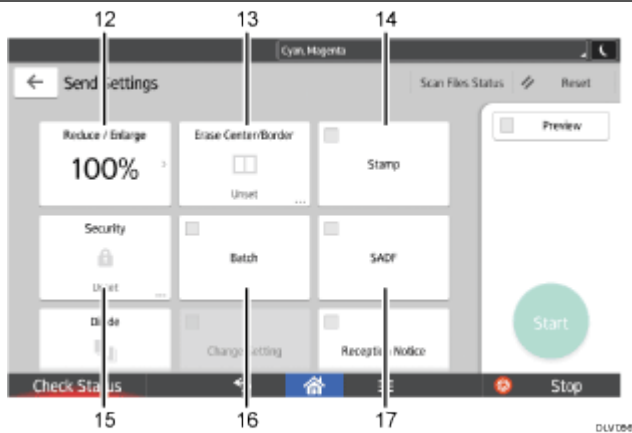 12 13 14
Cyan, Magenta
Send Settings Scan Files Status Reset
Reduce / Enlarge Erase Center/Border Preview
100% Stamp
Unset
Security
Batch SADF
Unset
Divide Start
Change Setting Reception Notice
Check Status Stop
15 16 17